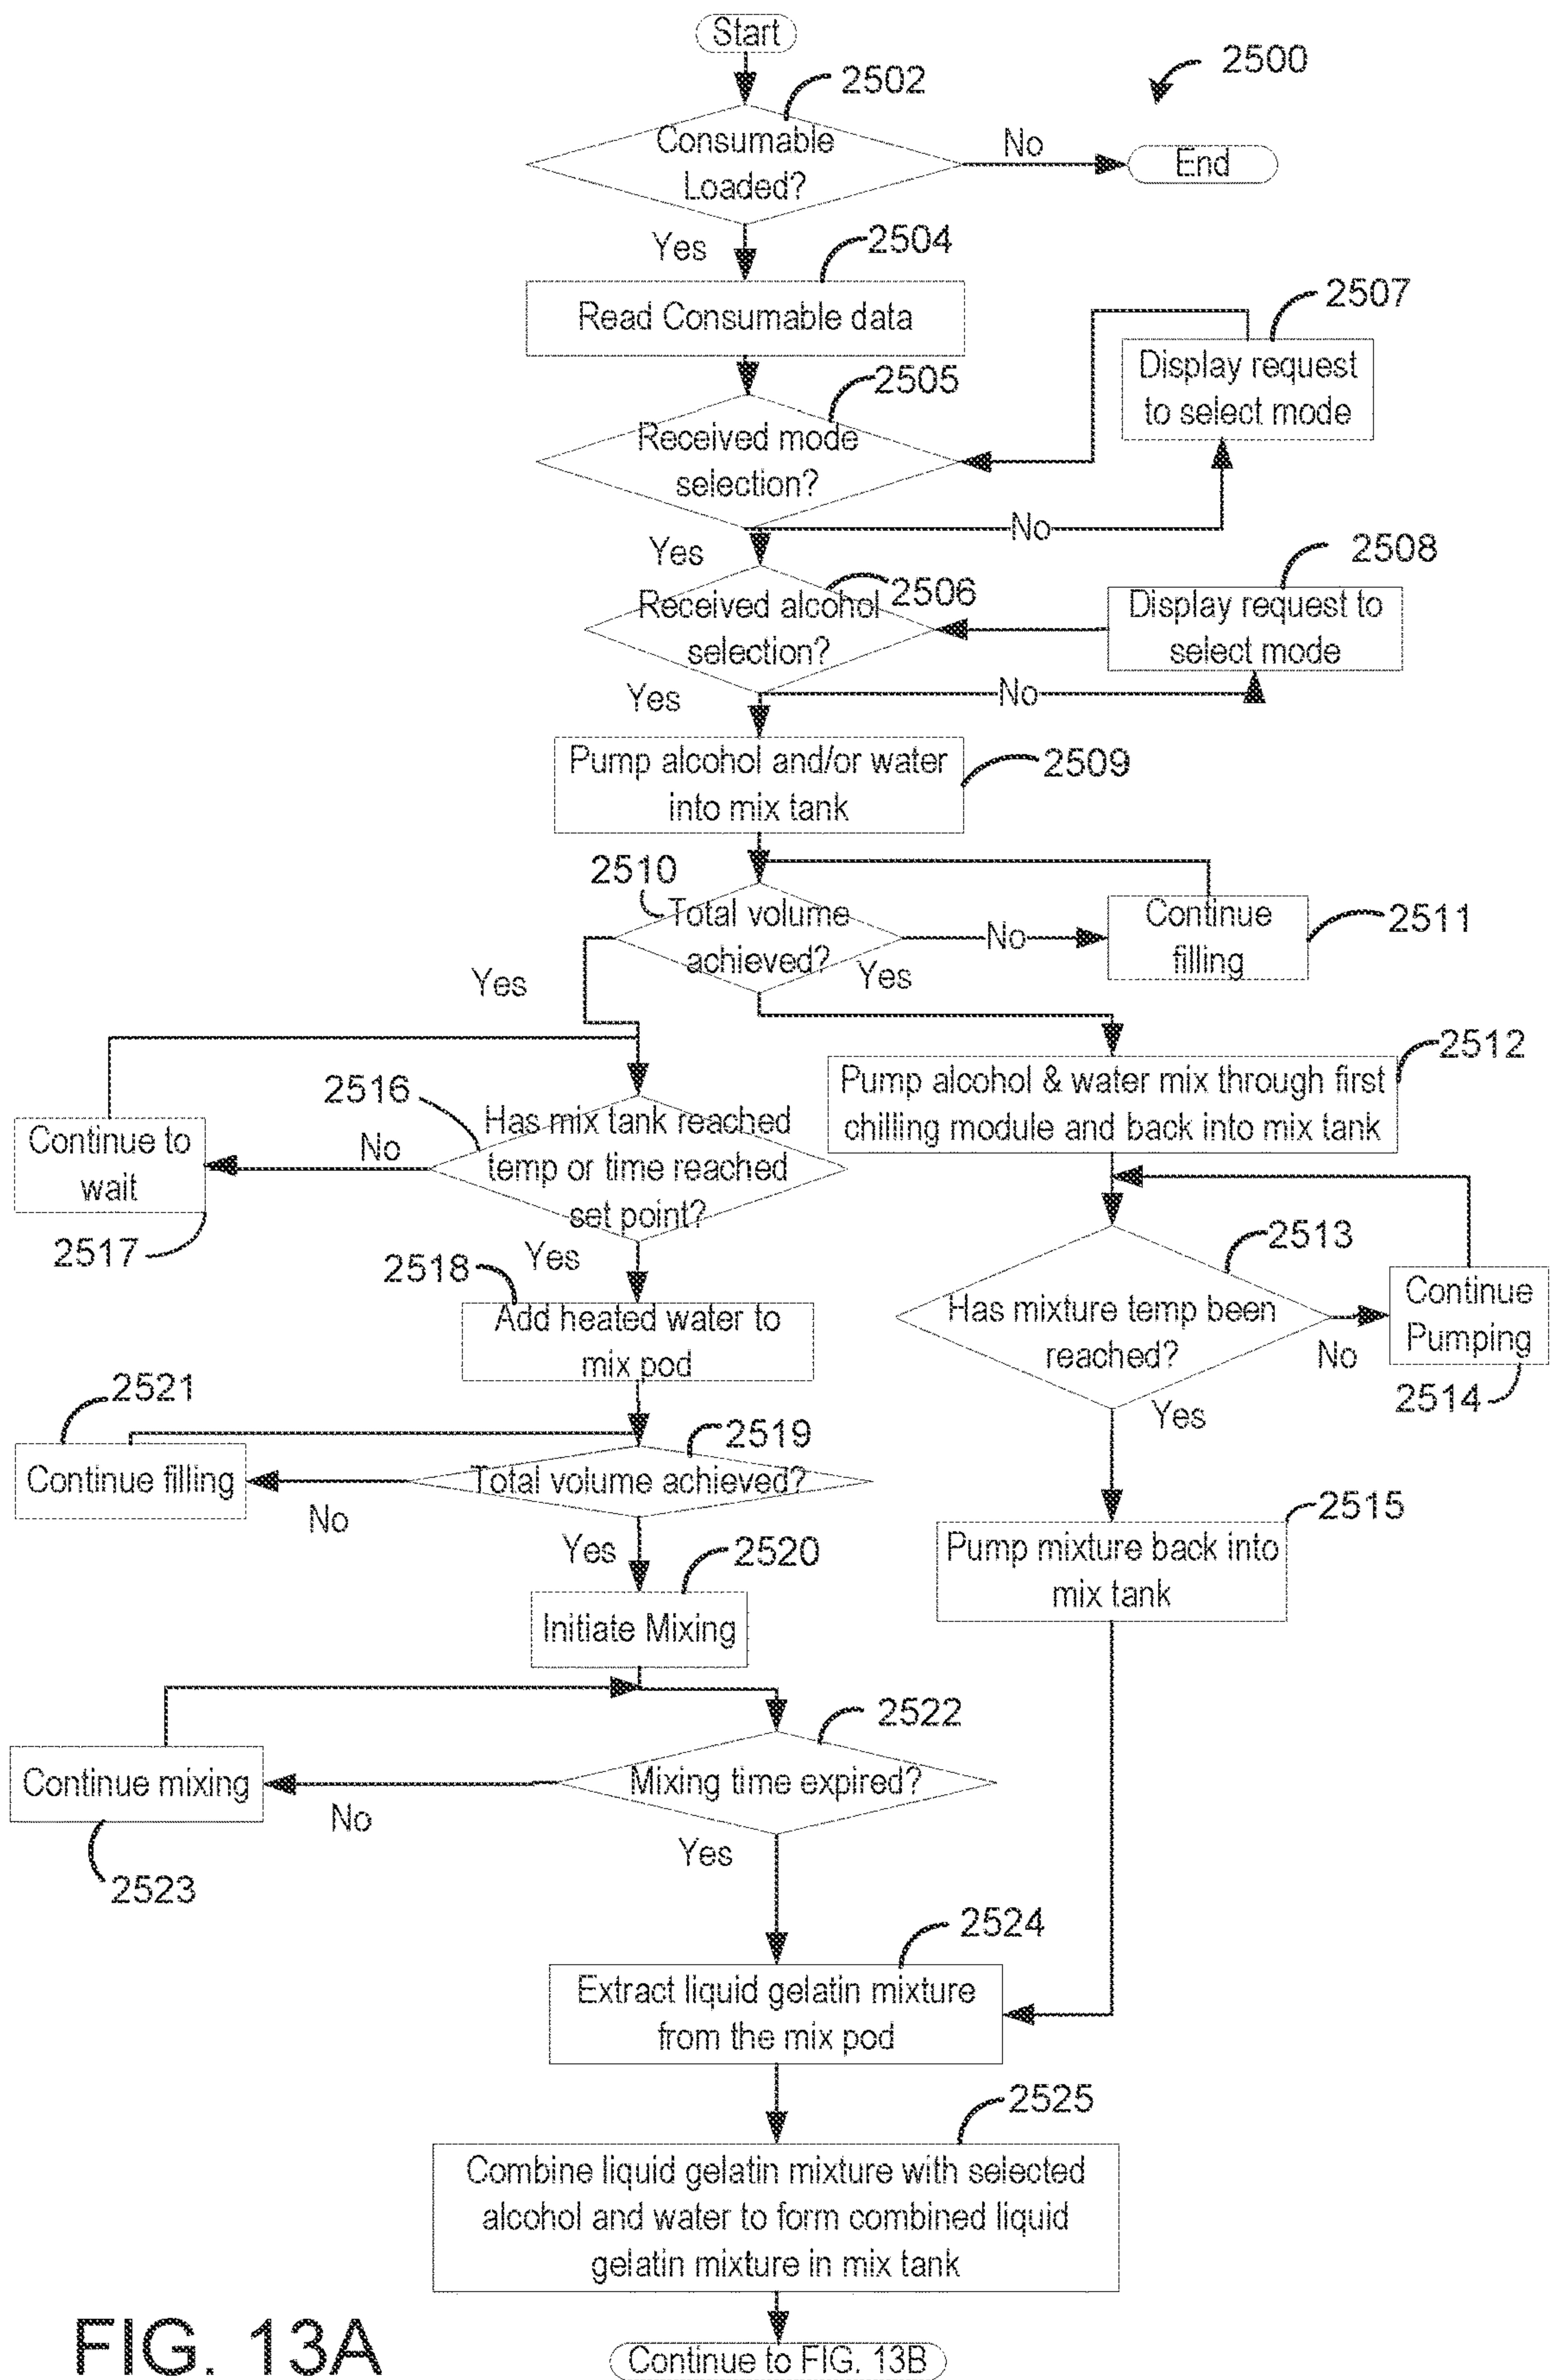 Start
2500
2502
Consumable
Loaded?
No
End
Yes
2504
Read Consumable data
2507
Display request
to select mode
2505
Received mode
selection?
No
Yes
2508
2506
Received alcohol
selection?
Display request to
select mode
No
Yes
Pump alcohol and/or water
into mix tank
2509
2510
Total volume
achieved?
No
Continue
filling
2511
Yes
Yes
2512
Pump alcohol & water mix through first
chilling module and back into mix tank
2516
Has mix tank reached
temp or time reached
set point?
No
Continue to
wait
2517
Yes
2513
Has mixture temp been
reached?
No
Continue
Pumping
2514
Yes
2518
Add heated water to
mix pod
2521
Continue filling
2519
Total volume achieved?
No
Yes
2515
Pump mixture back into
mix tank
2520
Initiate Mixing
2522
Mixing time expired?
No
Continue mixing
2523
Yes
2524
Extract liquid gelatin mixture
from the mix pod
2525
Combine liquid gelatin mixture with selected
alcohol and water to form combined liquid
gelatin mixture in mix tank
Continue to FIG. 13B
FIG. 13A